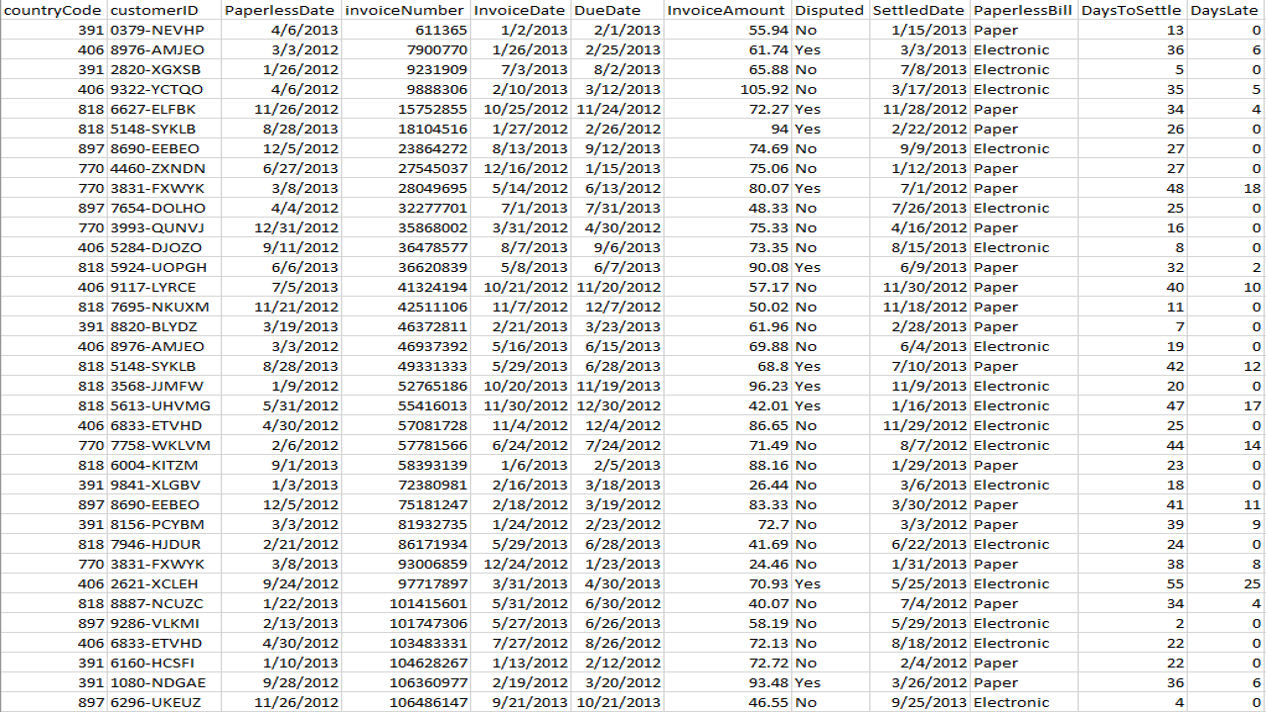 countryCode customerID PaperlessDate invoiceNumber InvoiceDate DueDate InvoiceAmount Disputed SettledDate PaperlessBill DaysToSettle DaysLate
391 0379-NEVHP 4/6/2013 611365 1/2/2013 2/1/2013 55.94 No 1/15/2013 Paper 13 0
406 8976-AMJEO 3/3/2012 7900770 1/26/2012 2/25/2012 61.74 Yes 3/3/2013 Electronic 36 6
391 2820-XGXSB 1/26/2012 9231909 7/3/2013 8/2/2013 65.88 No 7/8/2013 Electronic 5 0
406 9322-YCTQO 4/6/2012 9888306 2/10/2013 3/12/2013 105.92 No 3/17/2013 Electronic 35 5
818 6627-ELFBK 11/26/2012 15752855 10/25/2012 11/24/2012 72.27 Yes 11/28/2012 Paper 34 4
818 5148-SYKLB 8/28/2013 18104516 1/27/2012 2/26/2012 94 Yes 2/22/2012 Paper 26 0
897 8690-EEBEO 12/5/2012 23864272 8/13/2013 9/12/2013 74.69 No 9/9/2013 Electronic 27 0
770 4460-ZXNDN 6/27/2013 27545037 12/16/2012 1/15/2013 75.06 No 1/12/2013 Paper 27 0
770 3831-FXWYK 3/8/2013 28049695 5/14/2012 6/13/2012 80.07 Yes 7/1/2012 Paper 48 18
897 7654-DOLHO 4/4/2012 32277701 7/1/2013 7/31/2013 48.33 No 7/26/2013 Electronic 25 0
770 3993-QUNVJ 12/31/2012 35868002 3/31/2012 4/30/2012 75.33 No 4/16/2012 Paper 16 0
406 5284-DJOZO 9/11/2012 36478577 8/7/2013 9/6/2013 73.35 No 8/15/2013 Electronic 8 0
818 5924-UOPGH 6/6/2013 36620839 5/8/2013 6/7/2013 90.08 Yes 6/9/2013 Paper 32 2
406 9117-LYRCE 7/5/2013 41324194 10/21/2012 11/20/2012 57.17 No 11/30/2012 Paper 40 10
818 7695-NKUXM 11/21/2012 42511106 11/7/2012 12/7/2012 50.02 No 11/18/2012 Paper 11 0
391 8820-BLYDZ 3/19/2013 46372811 2/21/2013 3/23/2013 61.96 No 2/28/2013 Paper 7 0
406 8976-AMJEO 3/3/2012 46937392 5/16/2013 6/15/2013 69.88 No 6/4/2013 Electronic 19 0
818 5148-SYKLB 8/28/2013 49331333 5/29/2013 6/28/2013 68.8 Yes 7/10/2013 Paper 42 12
818 3568-JJMFW 1/9/2012 52765186 10/20/2013 11/19/2013 96.23 Yes 11/9/2013 Electronic 20 0
818 5613-UHVMG 5/31/2012 55416013 11/30/2012 12/30/2012 42.01 Yes 1/16/2013 Electronic 47 17
406 6833-ETVHD 4/30/2012 57081728 11/4/2012 12/4/2012 86.65 No 11/29/2012 Electronic 25 0
770 7758-WKLVM 2/6/2012 57781566 6/24/2012 7/24/2012 71.49 No 8/7/2012 Electronic 44 14
818 6004-KITZM 9/1/2013 58393139 1/6/2013 2/5/2013 88.16 No 1/29/2013 Paper 23 0
391 9841-XLGBV 1/3/2013 72380981 2/16/2013 3/18/2013 26.44 No 3/6/2013 Electronic 18 0
897 8690-EEBEO 12/5/2012 75181247 2/18/2012 3/19/2012 83.33 No 3/30/2012 Paper 41 11
391 8156-PCYBM 3/3/2012 81932735 1/24/2012 2/23/2012 72.7 No 3/3/2012 Paper 39 9
818 7946-HJDUR 2/21/2012 86171934 5/29/2013 6/28/2013 41.69 No 6/22/2013 Electronic 24 0
770 3831-FXWYK 3/8/2013 93006859 12/24/2012 1/23/2013 24.46 No 1/31/2013 Paper 38 8
406 2621-XCLEH 9/24/2012 97717897 3/31/2013 4/30/2013 70.93 Yes 5/25/2013 Electronic 55 25
818 8887-NCUZC 1/22/2013 101415601 5/31/2012 6/30/2012 40.07 No 7/4/2012 Paper 34 4
897 9286-VLKMI 2/13/2013 101747306 5/27/2013 6/26/2013 58.19 No 5/29/2013 Electronic 2 0
406 6833-ETVHD 4/30/2012 103483331 7/27/2012 8/26/2012 72.13 No 8/18/2012 Electronic 22 0
391 6160-HCSFI 1/10/2013 104628267 1/13/2012 2/12/2012 72.72 No 2/4/2012 Paper 22 0
391 1080-NDGAE 9/28/2012 106360977 2/19/2012 3/20/2012 93.48 Yes 3/26/2012 Paper 36 6
897 6296-UKEUZ 11/26/2012 106486147 9/21/2013 10/21/2013 46.55 No 9/25/2013 Electronic 4 0